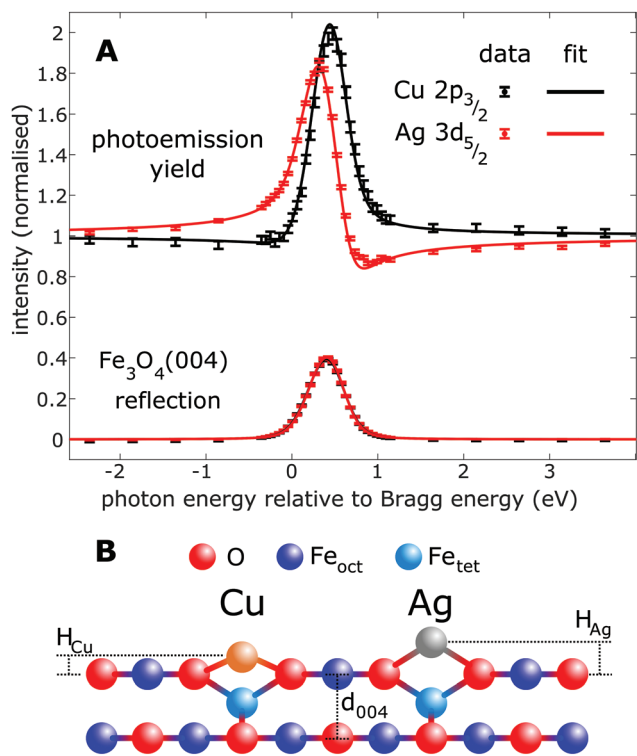 A
data fit
Cu 2p3/2
Ag 3d5/2
photoemission
yield
Fe3O4(004)
reflection
intensity (normalised)
2
1.8
1.6
1.4
1.2
1
0.8
0.6
0.4
0.2
0
-2 -1 0 1 2 3
photon energy relative to Bragg energy (eV)
B
O Feoct Fetet
Cu Ag
HCu HAg
d004